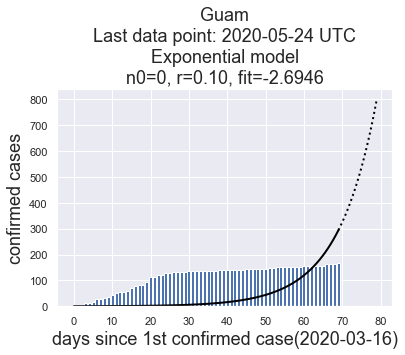 Guam
Last data point: 2020-05-24 UTC
Exponential model
n0=0, r=0.10, fit=-2.6946
800
700
600
500
400
300
200
100
0
confirmed cases
0 10 20 30 40 50 60 70 80
days since 1st confirmed case(2020-03-16)